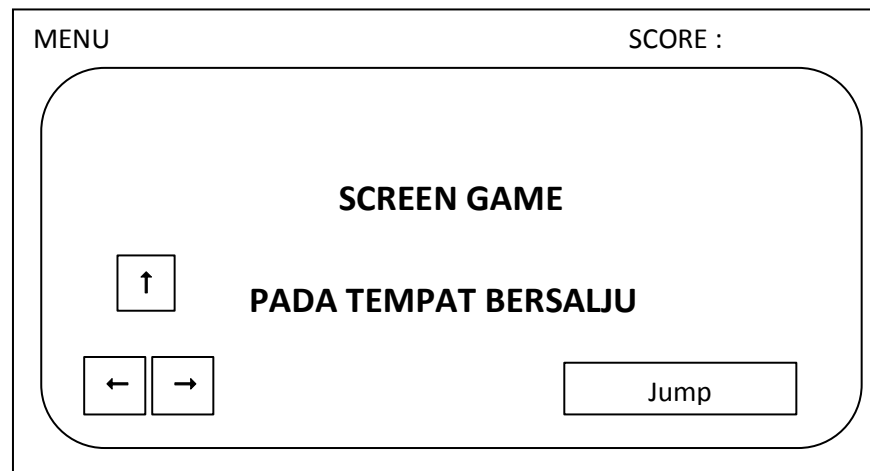 MENU SCORE :
SCREEN GAME
↑
PADA TEMPAT BERSALJU
← →
Jump